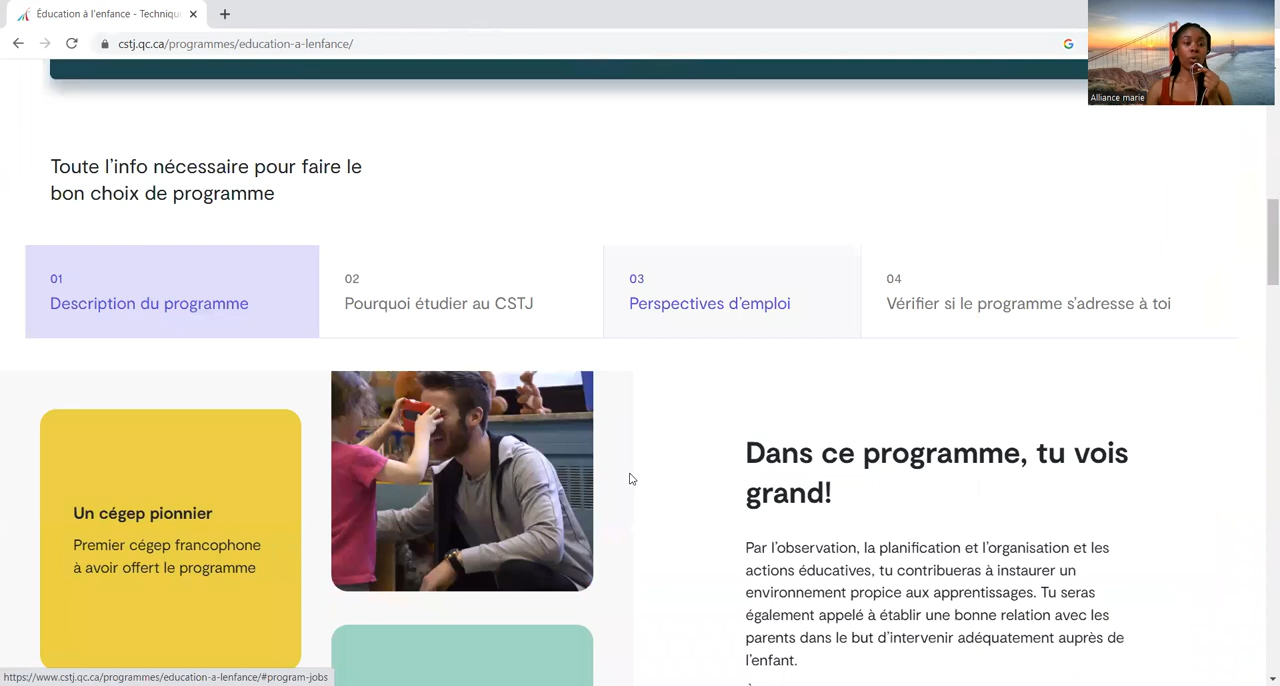 Éducation à l'enfance - Techniqu
cstj.qc.ca/programmes/education-a-lenfance/
Alliance marie
Toute l'info nécessaire pour faire le
bon choix de programme
01
Description du programme
02
Pourquoi étudier au CSTJ
03
Perspectives d'emploi
04
Vérifier si le programme s'adresse à toi
Un cégep pionnier
Premier cégep francophone
à avoir offert le programme
Dans ce programme, tu vois
grand!
Par l'observation, la planification et l'organisation et les
actions éducatives, tu contribueras à instaurer un
environnement propice aux apprentissages. Tu seras
également appelé à établir une bonne relation avec les
parents dans le but d'intervenir adéquatement auprès de
l'enfant.
https://www.cstj.qc.ca/programmes/education-a-lenfance/#program-jobs